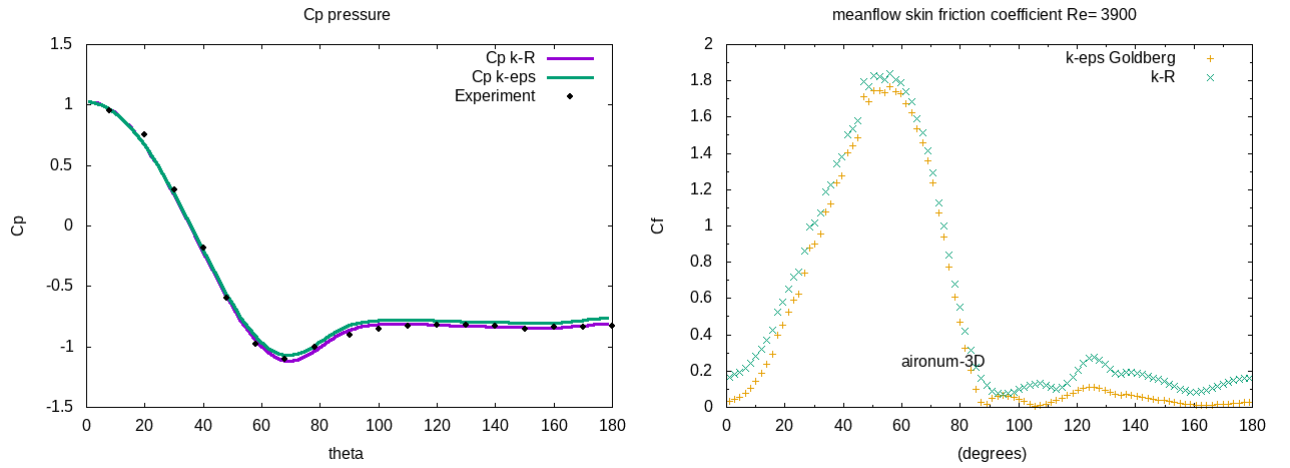 Cp pressure
Cp k-R
Cp k-eps
Experiment
1.5
1
0.5
0
-0.5
-1
-1.5
Cp
0 20 40 60 80 100 120 140 160 180
theta
meanflow skin friction coefficient Re= 3900
k-eps Goldberg
k-R
2
1.8
1.6
1.4
1.2
1
0.8
0.6
0.4
0.2
0
Cf
aironum-3D
0 20 40 60 80 100 120 140 160 180
(degrees)